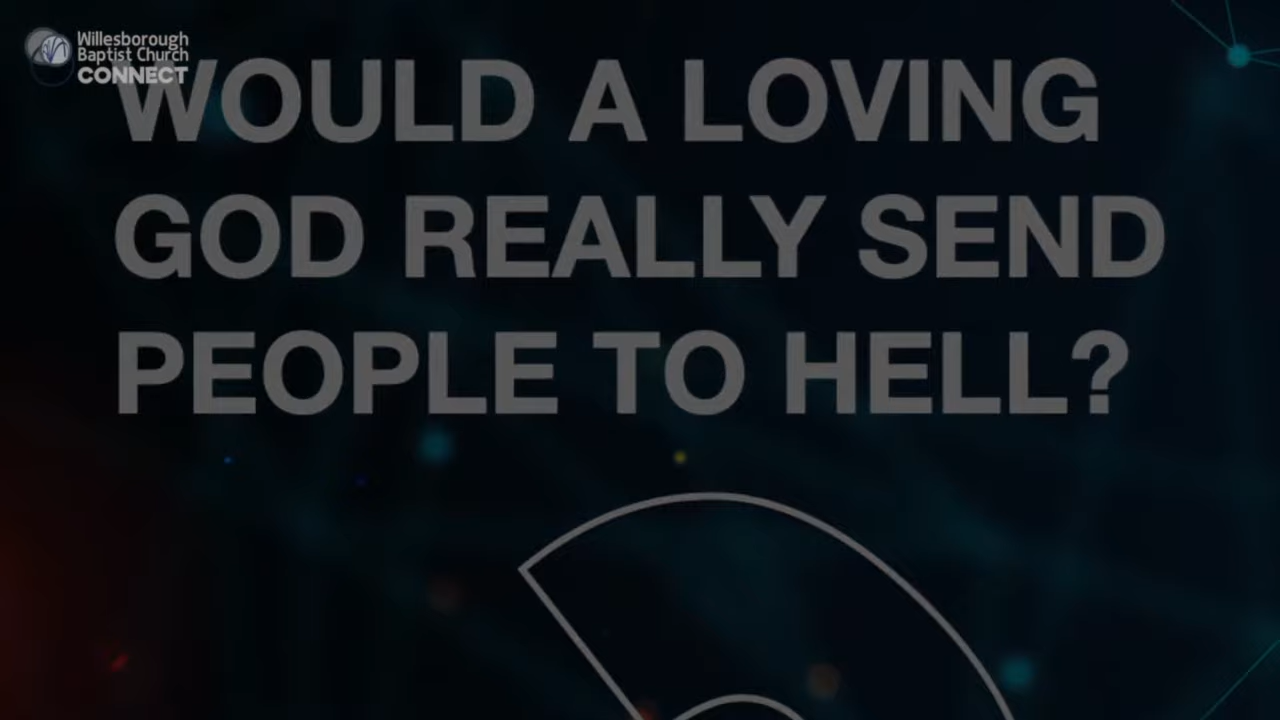 Willesborough
Baptist Church
CONNECT
WOULD A LOVING
GOD REALLY SEND
PEOPLE TO HELL?